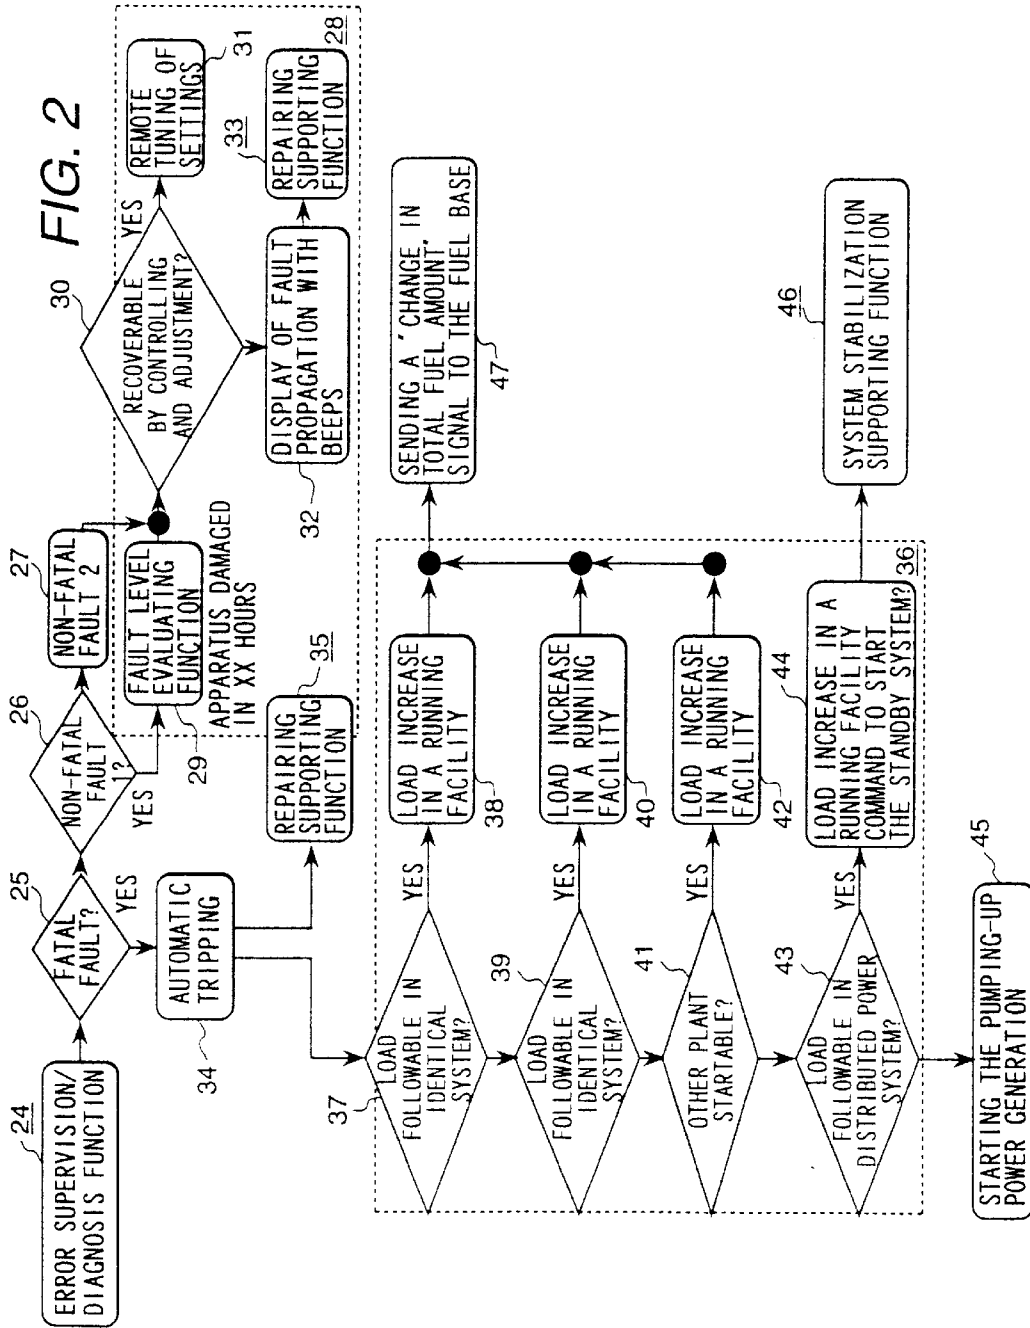 FIG. 2
24
ERROR SUPERVISION/
DIAGNOSIS FUNCTION
25
FATAL
FAULT?
YES
26
NON-FATAL
FAULT
1?
YES
27
NON-FATAL
FAULT 2
FAULT LEVEL
EVALUATING
FUNCTION
29
APPARATUS DAMAGED
IN XX HOURS
30
RECOVERABLE
BY CONTROLLING
AND ADJUSTMENT?
YES
REMOTE
TUNING OF
SETTINGS
31
DISPLAY OF FAULT
PROPAGATION WITH
BEEPS
32
33
REPAIRING
SUPPORTING
FUNCTION
28
AUTOMATIC
TRIPPING
34
REPAIRING
SUPPORTING
FUNCTION
35
37
LOAD
FOLLOWABLE IN
IDENTICAL
SYSTEM?
YES
LOAD INCREASE
IN A RUNNING
FACILITY
38
SENDING A 'CHANGE IN
TOTAL FUEL AMOUNT'
SIGNAL TO THE FUEL BASE
47
39
LOAD
FOLLOWABLE IN
IDENTICAL
SYSTEM?
YES
LOAD INCREASE
IN A RUNNING
FACILITY
40
41
OTHER PLANT
STARTABLE?
YES
LOAD INCREASE
IN A RUNNING
FACILITY
42
43
LOAD
FOLLOWABLE IN
DISTRIBUTED POWER
SYSTEM?
YES
44
LOAD INCREASE IN A
RUNNING FACILITY
COMMAND TO START
THE STANDBY SYSTEM?
36
46
SYSTEM STABILIZATION
SUPPORTING FUNCTION
45
STARTING THE PUMPING-UP
POWER GENERATION